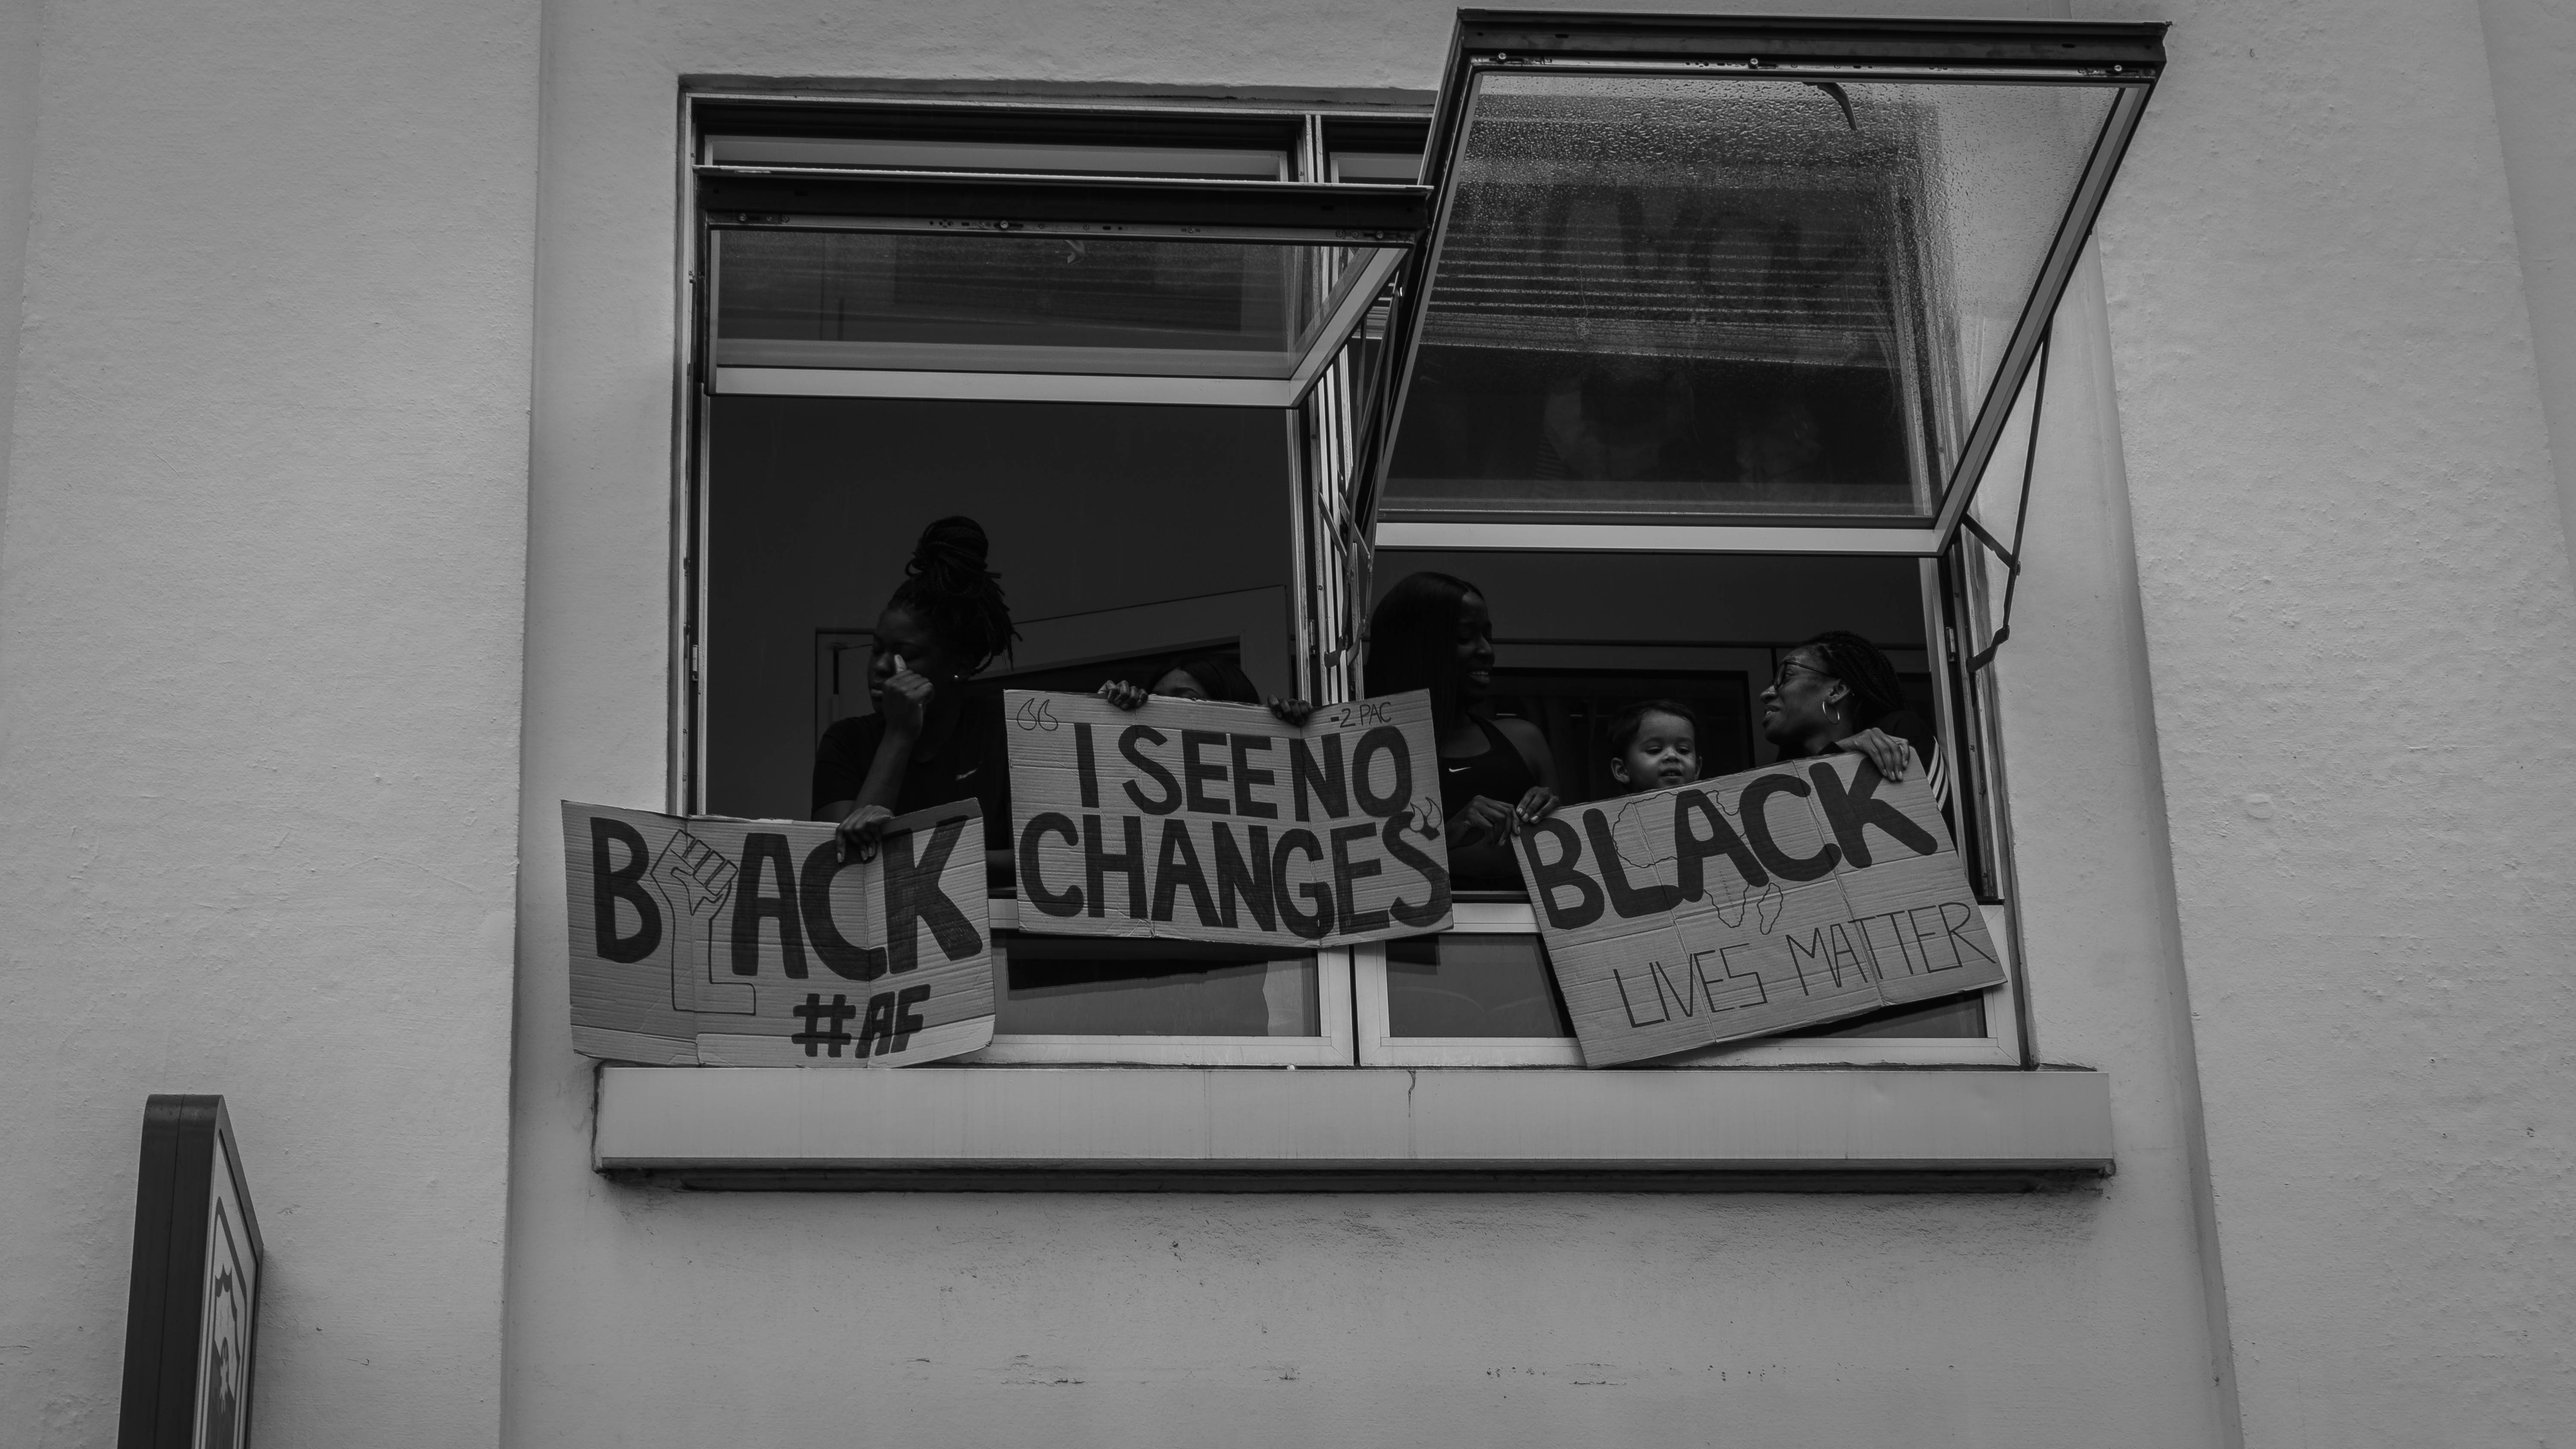 BLACK
#AF
-2 PAC
“I SEE NO
CHANGES”
BLACK
LIVES MATTER